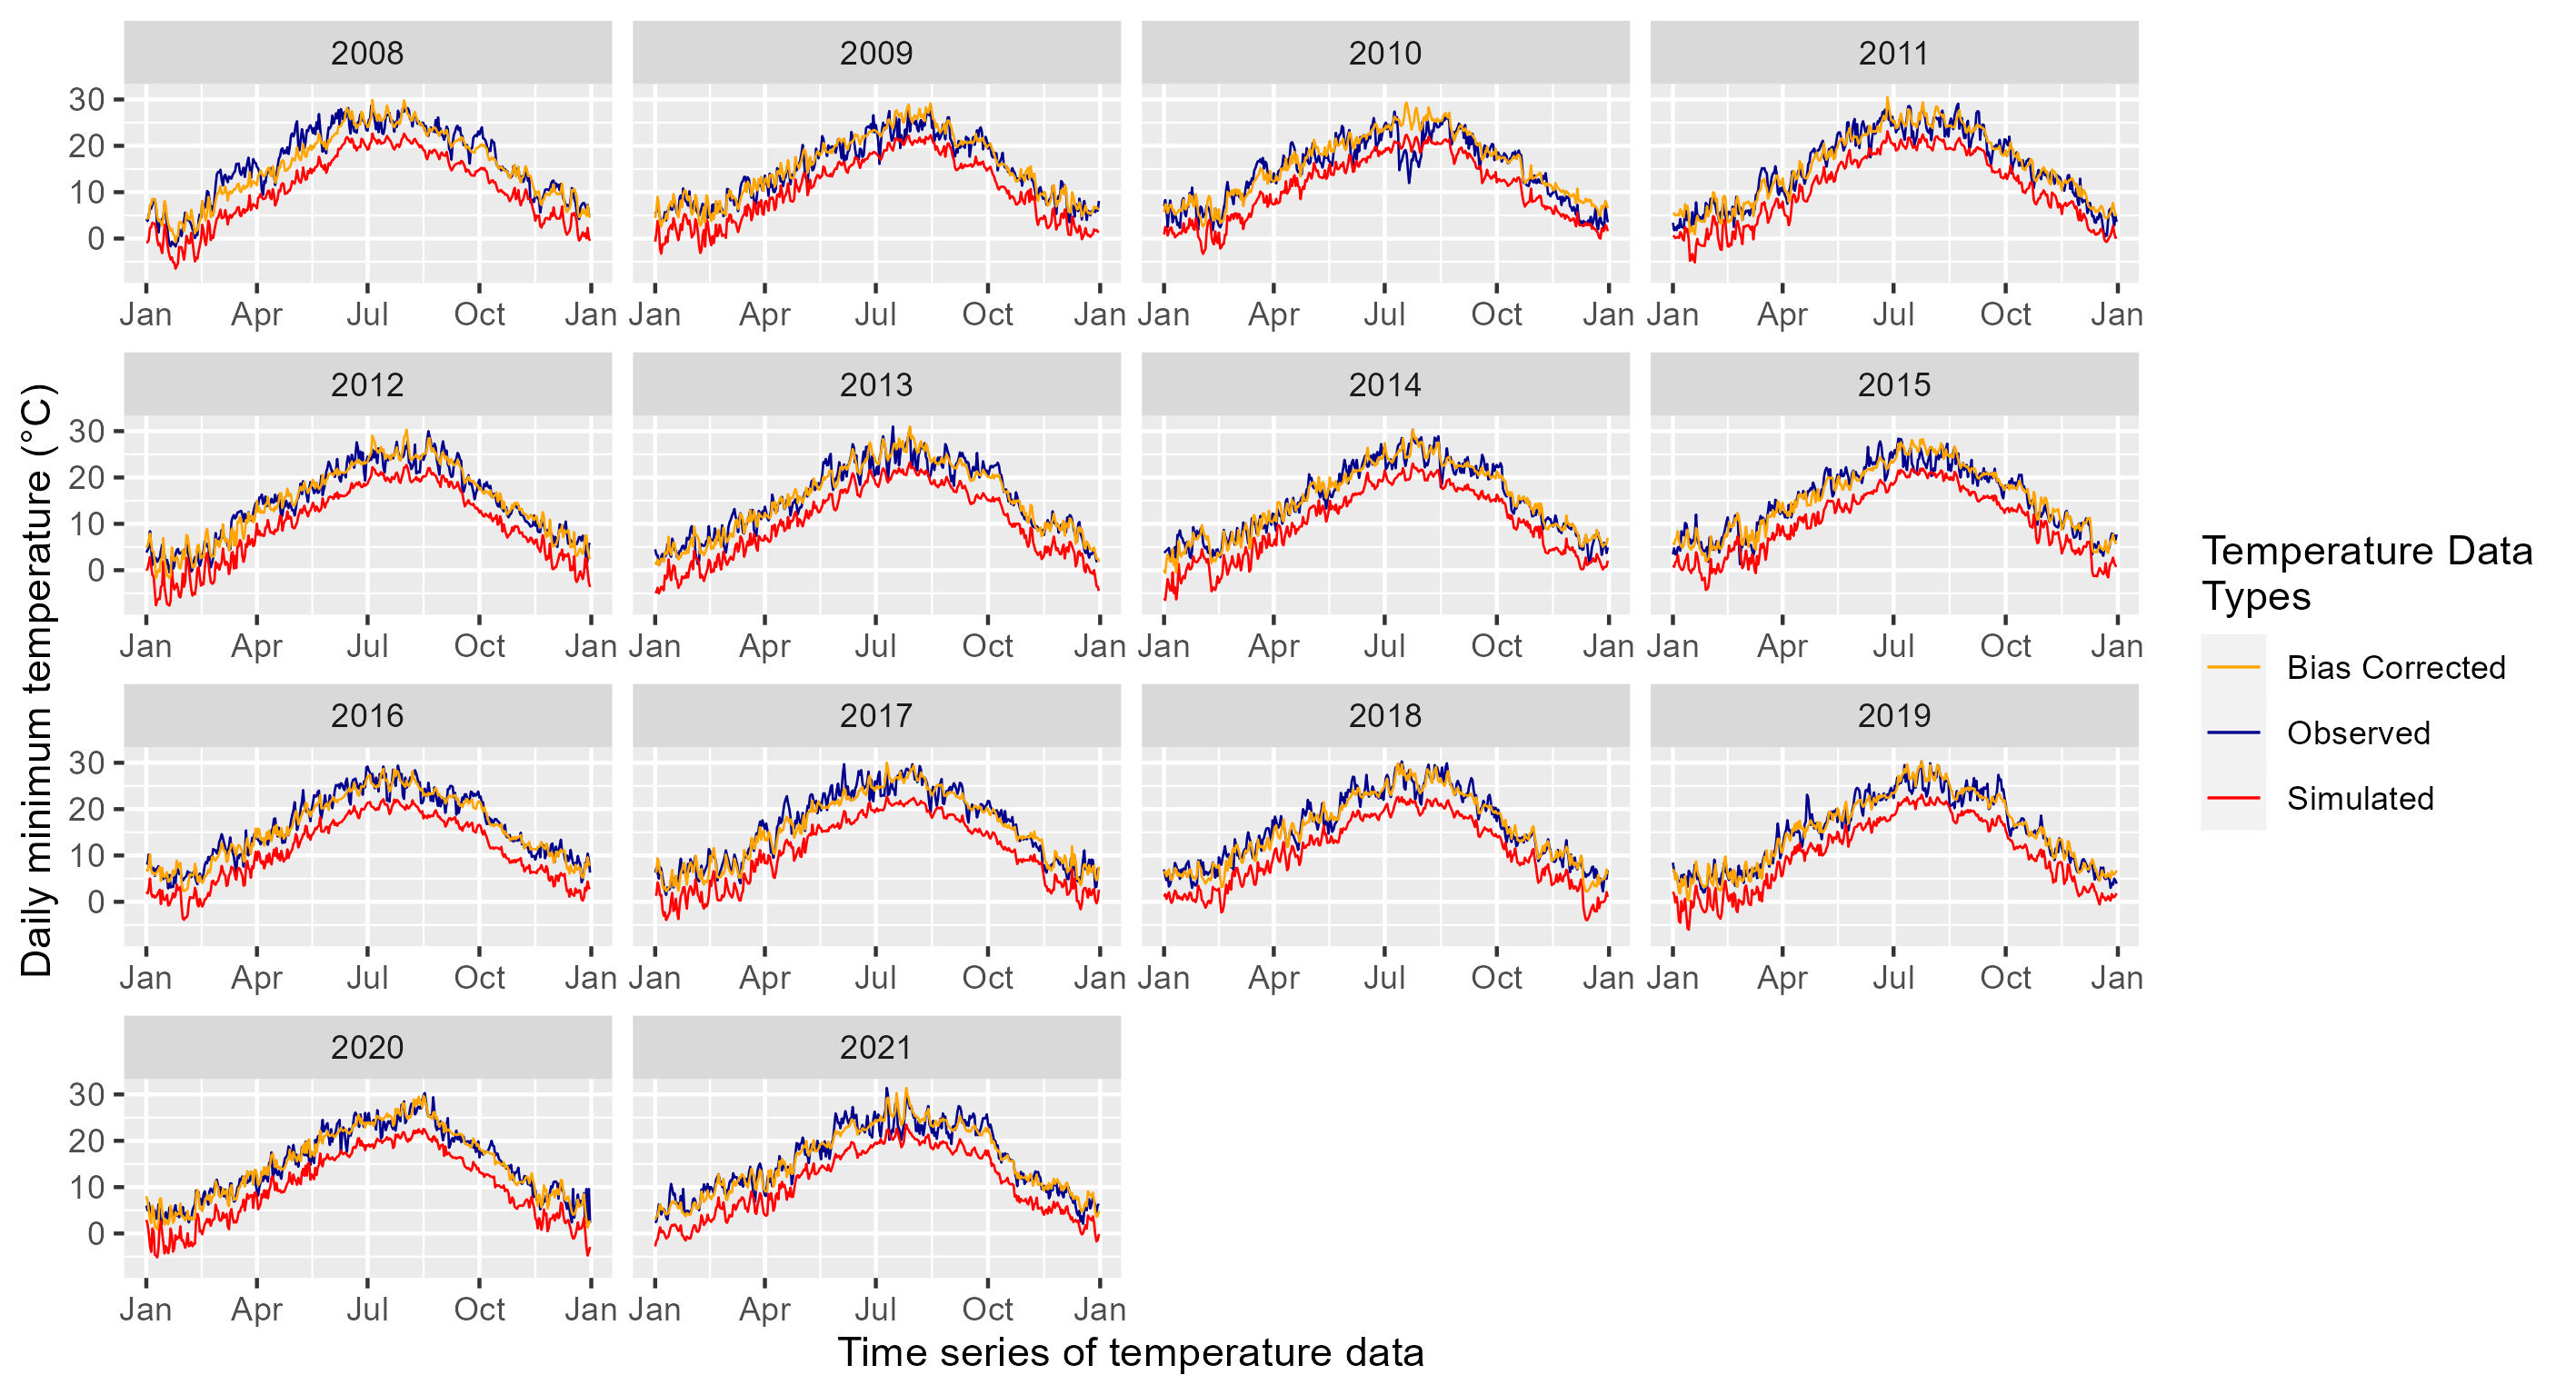 2008 2009 2010 2011
30
20
10
0
Jan Apr Jul Oct Jan Jan Apr Jul Oct Jan Jan Apr Jul Oct Jan Jan Apr Jul Oct Jan
2012 2013 2014 2015
30
20
10
0
Jan Apr Jul Oct Jan Jan Apr Jul Oct Jan Jan Apr Jul Oct Jan Jan Apr Jul Oct Jan
2016 2017 2018 2019
30
20
10
0
Jan Apr Jul Oct Jan Jan Apr Jul Oct Jan Jan Apr Jul Oct Jan Jan Apr Jul Oct Jan
2020 2021
30
20
10
0
Jan Apr Jul Oct Jan Jan Apr Jul Oct Jan
Time series of temperature data
Daily minimum temperature (°C)
Temperature Data
Types
Bias Corrected
Observed
Simulated